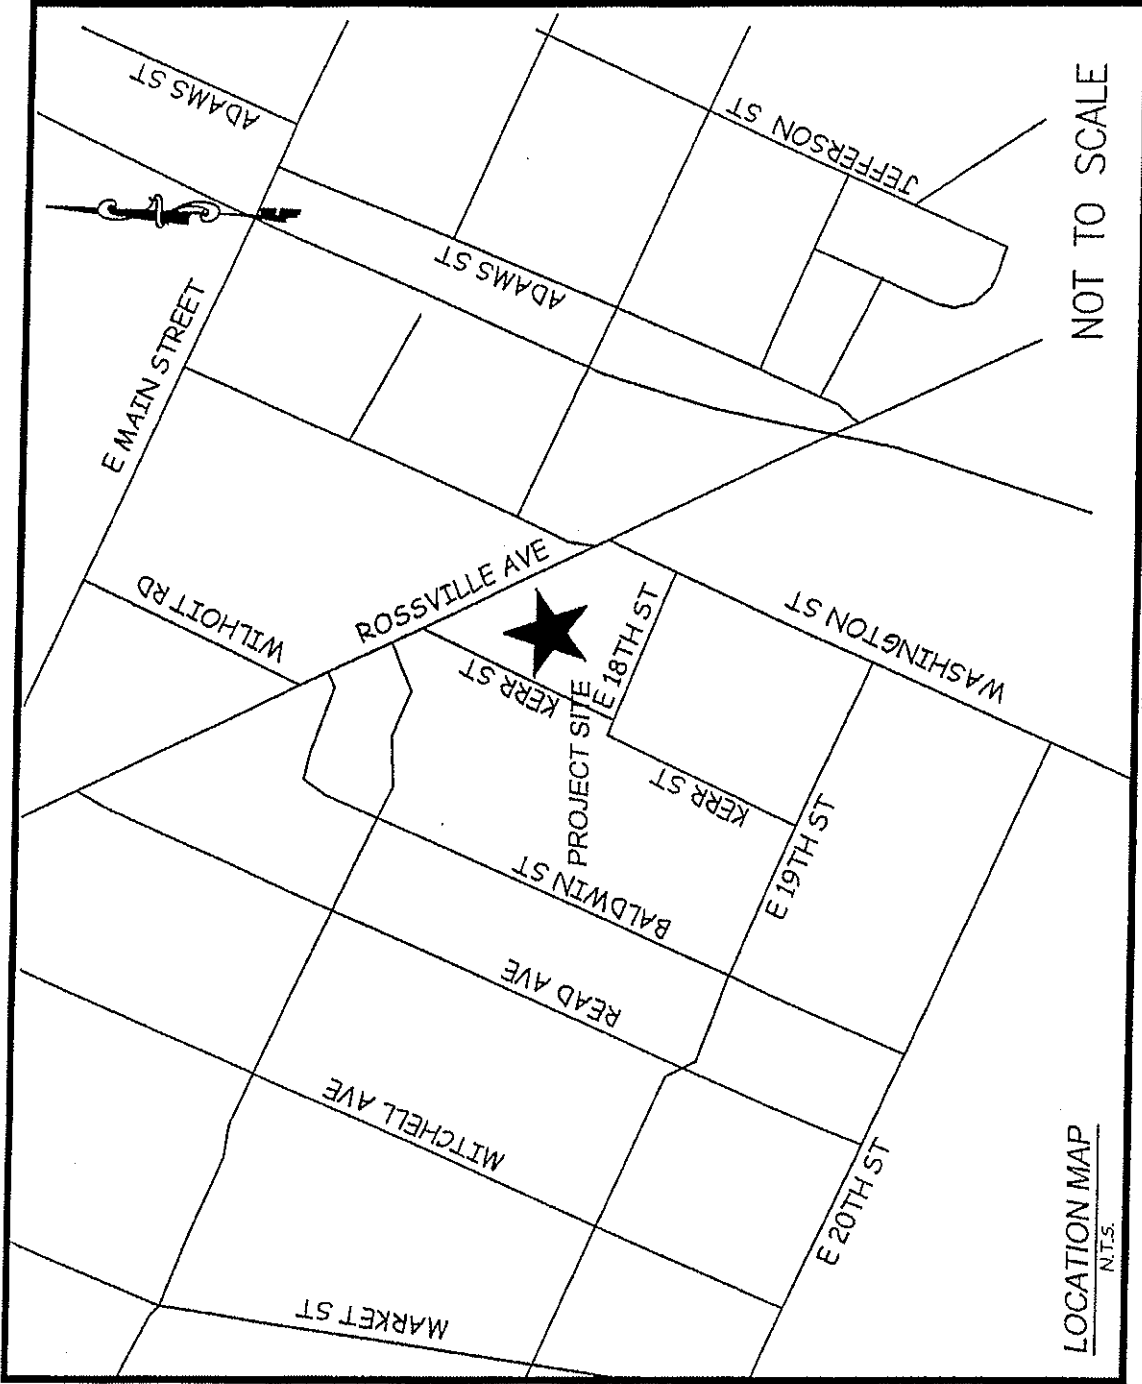 ADAMS ST
E MAIN STREET
WILHOIT RD
ADAMS ST
JEFFERSON ST
ROSSVILLE AVE
KERR ST
E 18TH ST
PROJECT SITE
WASHINGTON ST
KERR ST
BALDWIN ST
E 19TH ST
READ AVE
MITCHELL AVE
E 20TH ST
MARKET ST
NOT TO SCALE
LOCATION MAP
N.T.S.